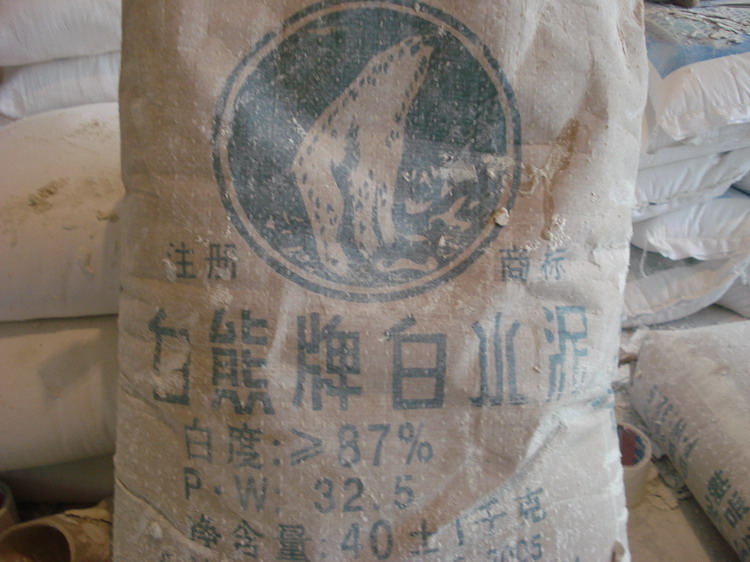 注册 商标
白熊牌白水泥
白度:≥87%
P·W: 32.5
净含量:40±1千克
2005